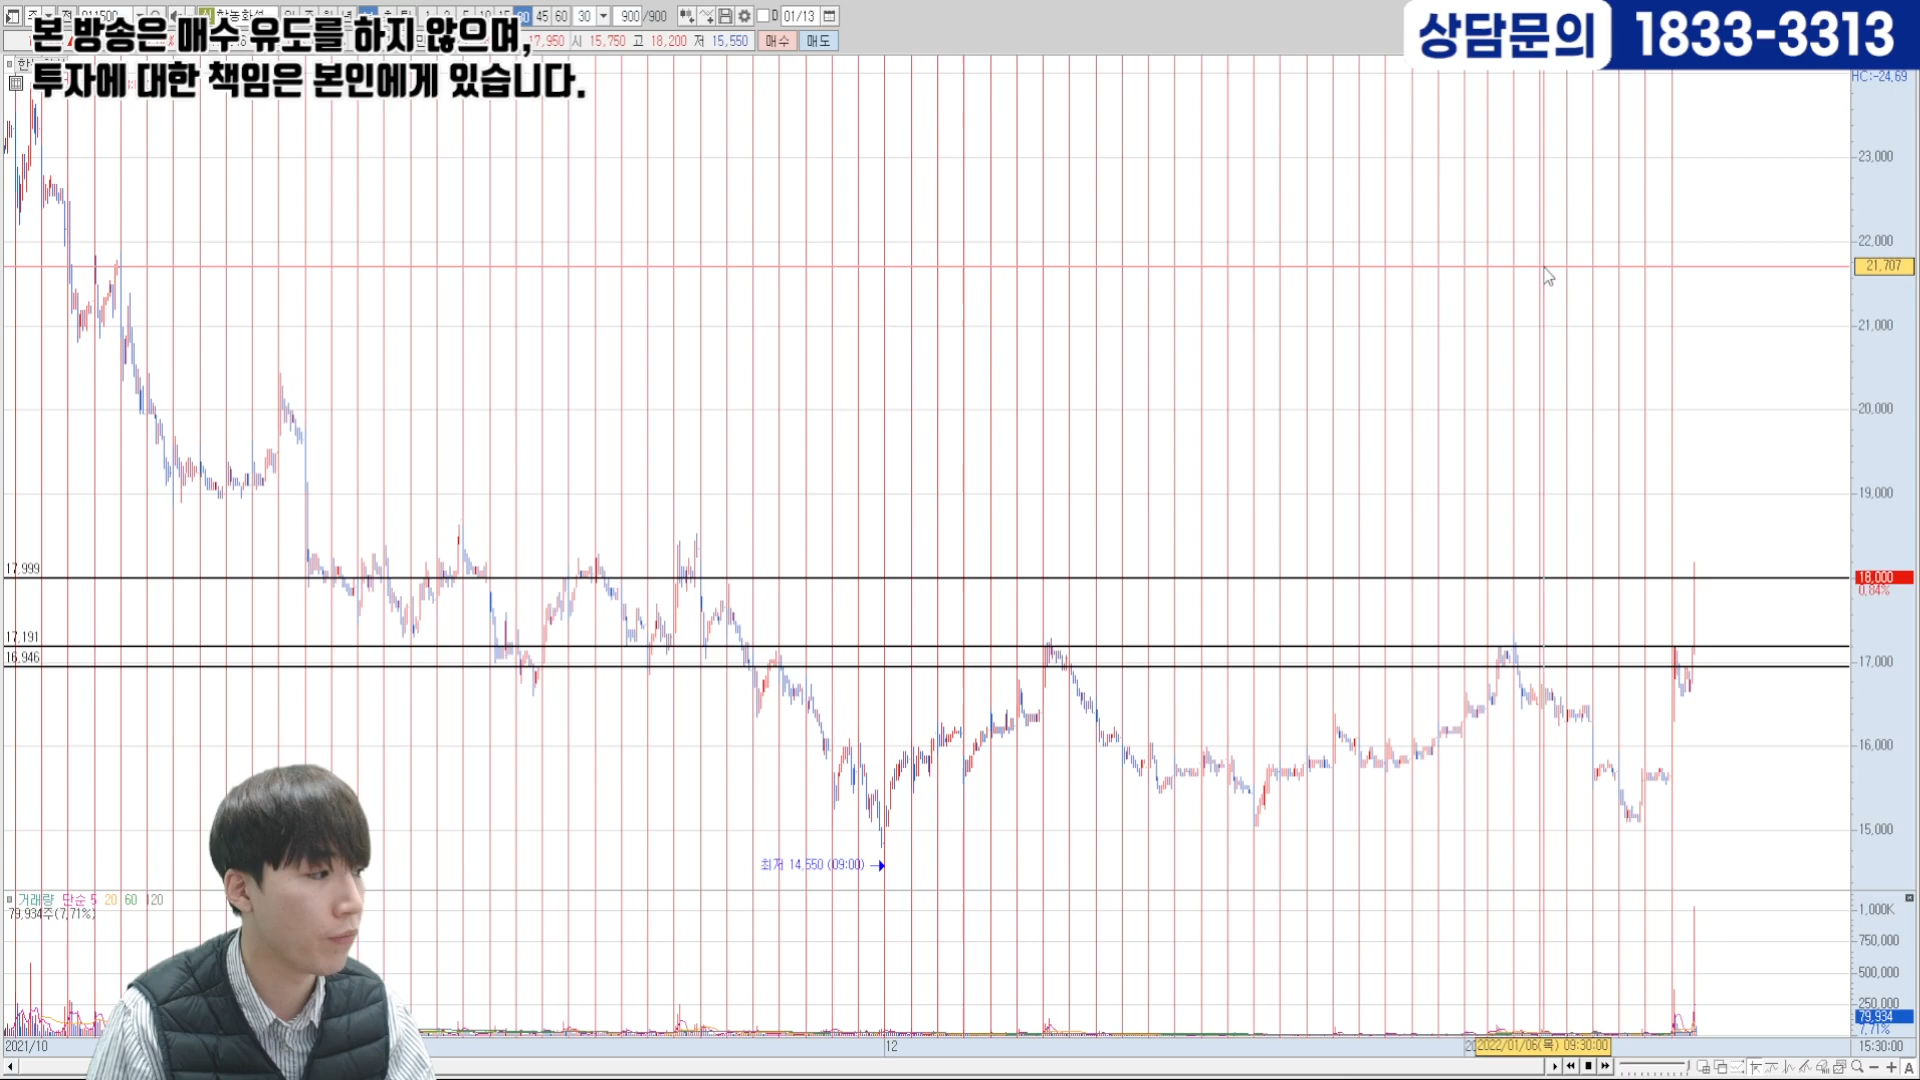 본 방송은 매수 유도를 하지 않으며,
투자에 대한 책임은 본인에게 있습니다.
상담문의 1833-3313
45 60 30 900/900 D 01/13
17,950 시 15,750 고 18,200 저 15,550 매수 매도
HC:-24,69
23,000
22,000
21,707
21,000
20,000
19,000
17,999
18,000
0,84%
17,191
16,946
17,000
16,000
15,000
최저 14,550 (09:00)
거래량 단순 5 20 60 120
79,934주(7,71%)
1,000K
750,000
500,000
250,000
79,934
7,71%
2021/10
12
2022/01/06(목) 09:30:00
15:30:00